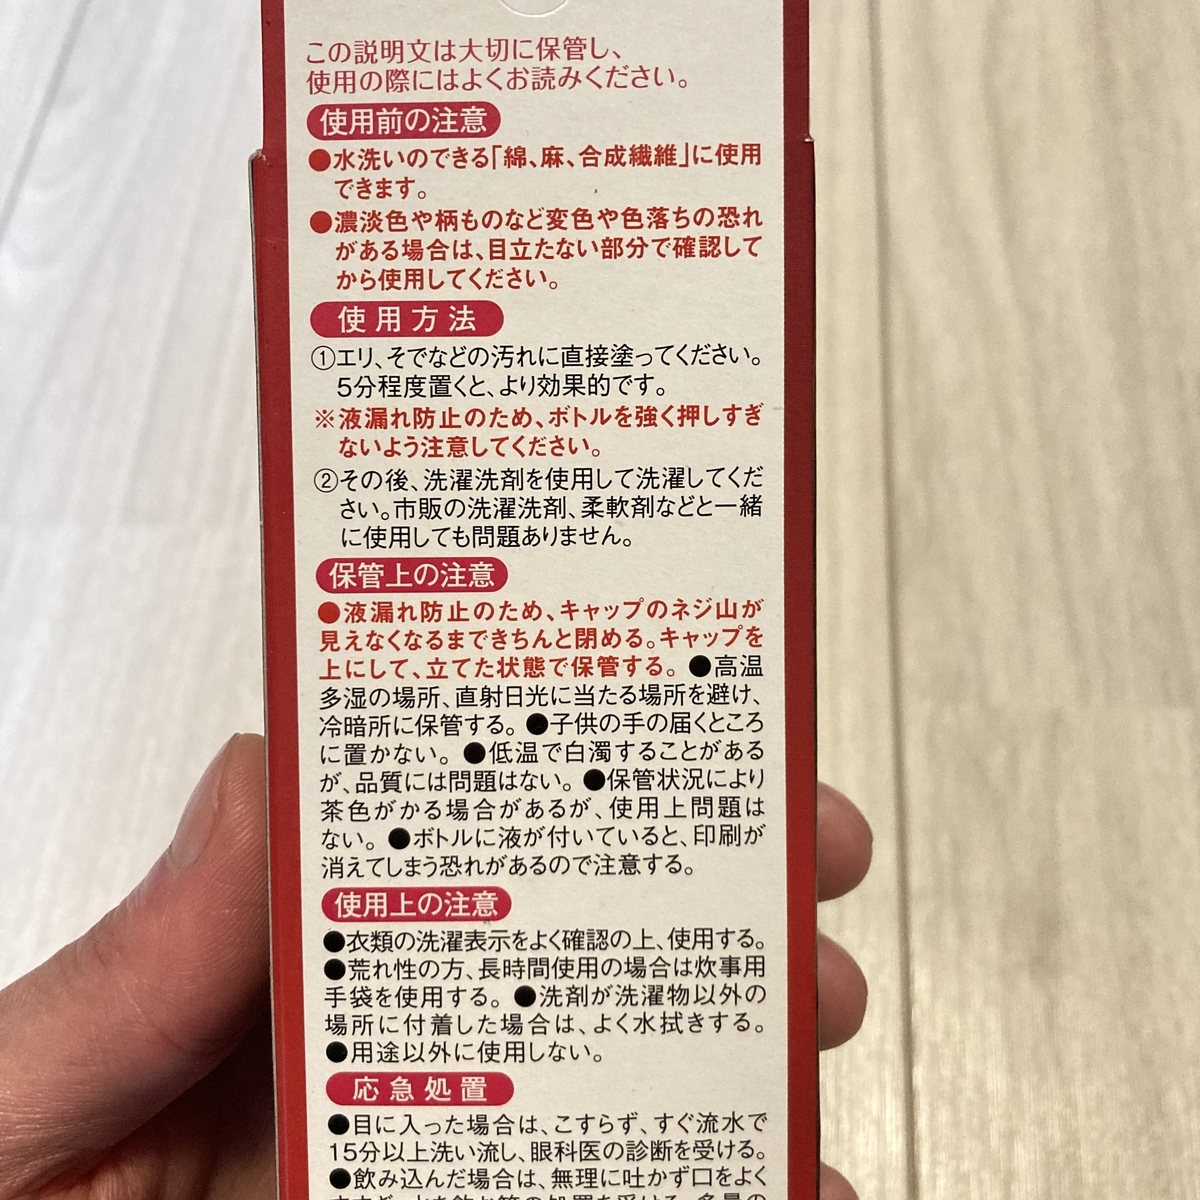 この説明文は大切に保管し、
使用の際にはよくお読みください。
使用前の注意
●水洗いのできる「綿、麻、合成繊維」に使用
できます。
●濃淡色や柄ものなど変色や色落ちの恐れ
がある場合は、目立たない部分で確認して
から使用してください。
使用方法
①エリ、そでなどの汚れに直接塗ってください。
5分程度置くと、より効果的です。
※液漏れ防止のため、ボトルを強く押しすぎ
ないよう注意してください。
②その後、洗濯洗剤を使用して洗濯してくだ
さい。市販の洗濯洗剤、柔軟剤などと一緒
に使用しても問題ありません。
保管上の注意
●液漏れ防止のため、キャップのネジ山が
見えなくなるまできちんと閉める。キャップを
上にして、立てた状態で保管する。●高温
多湿の場所、直射日光に当たる場所を避け、
冷暗所に保管する。●子供の手の届くところ
に置かない。●低温で白濁することがある
が、品質には問題はない。●保管状況により
茶色がかる場合があるが、使用上問題は
ない。●ボトルに液が付いていると、印刷が
消えてしまう恐れがあるので注意する。
使用上の注意
●衣類の洗濯表示をよく確認の上、使用する。
●荒れ性の方、長時間使用の場合は炊事用
手袋を使用する。●洗剤が洗濯物以外の
場所に付着した場合は、よく水拭きする。
●用途以外に使用しない。
応急処置
●目に入った場合は、こすらず、すぐ流水で
15分以上洗い流し、眼科医の診断を受ける。
●飲み込んだ場合は、無理に吐かず口をよく